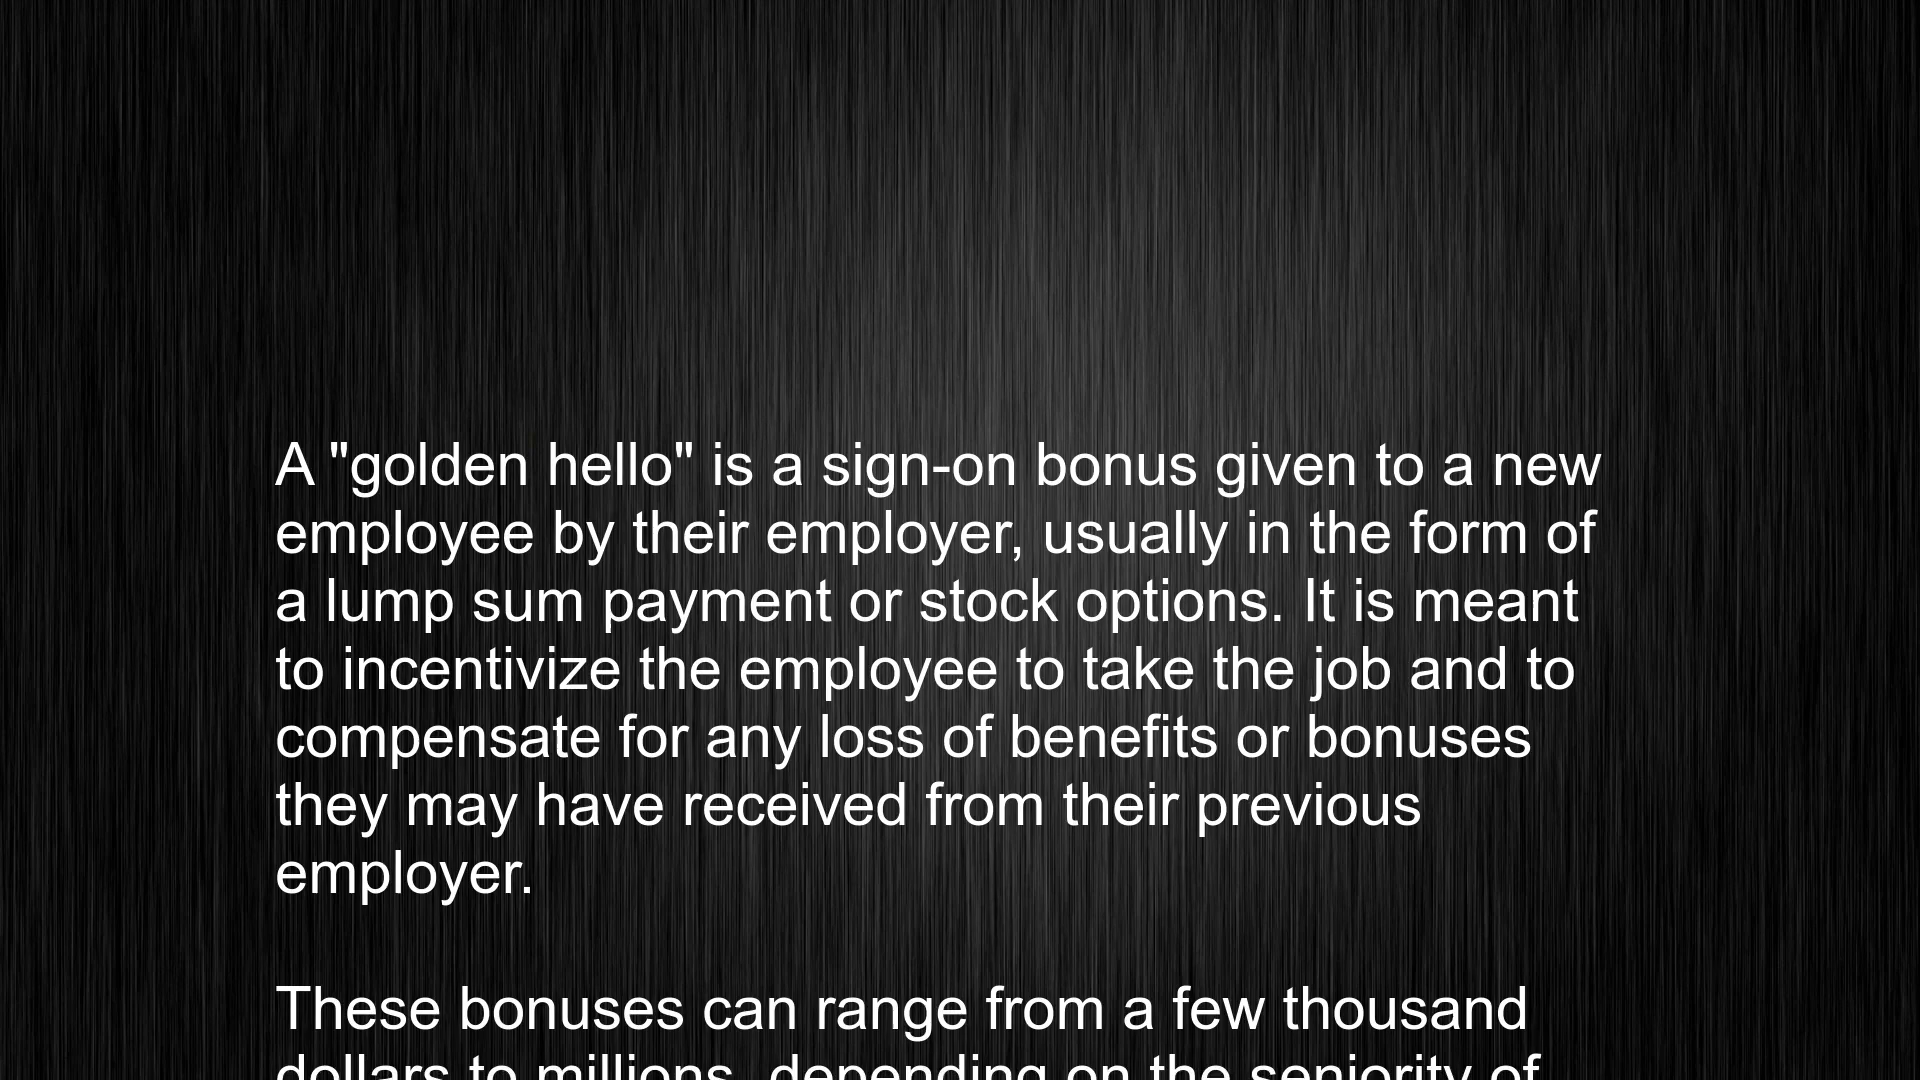 A "golden hello" is a sign-on bonus given to a new
employee by their employer, usually in the form of
a lump sum payment or stock options. It is meant
to incentivize the employee to take the job and to
compensate for any loss of benefits or bonuses
they may have received from their previous
employer.
These bonuses can range from a few thousand
dollars to millions, depending on the seniority of